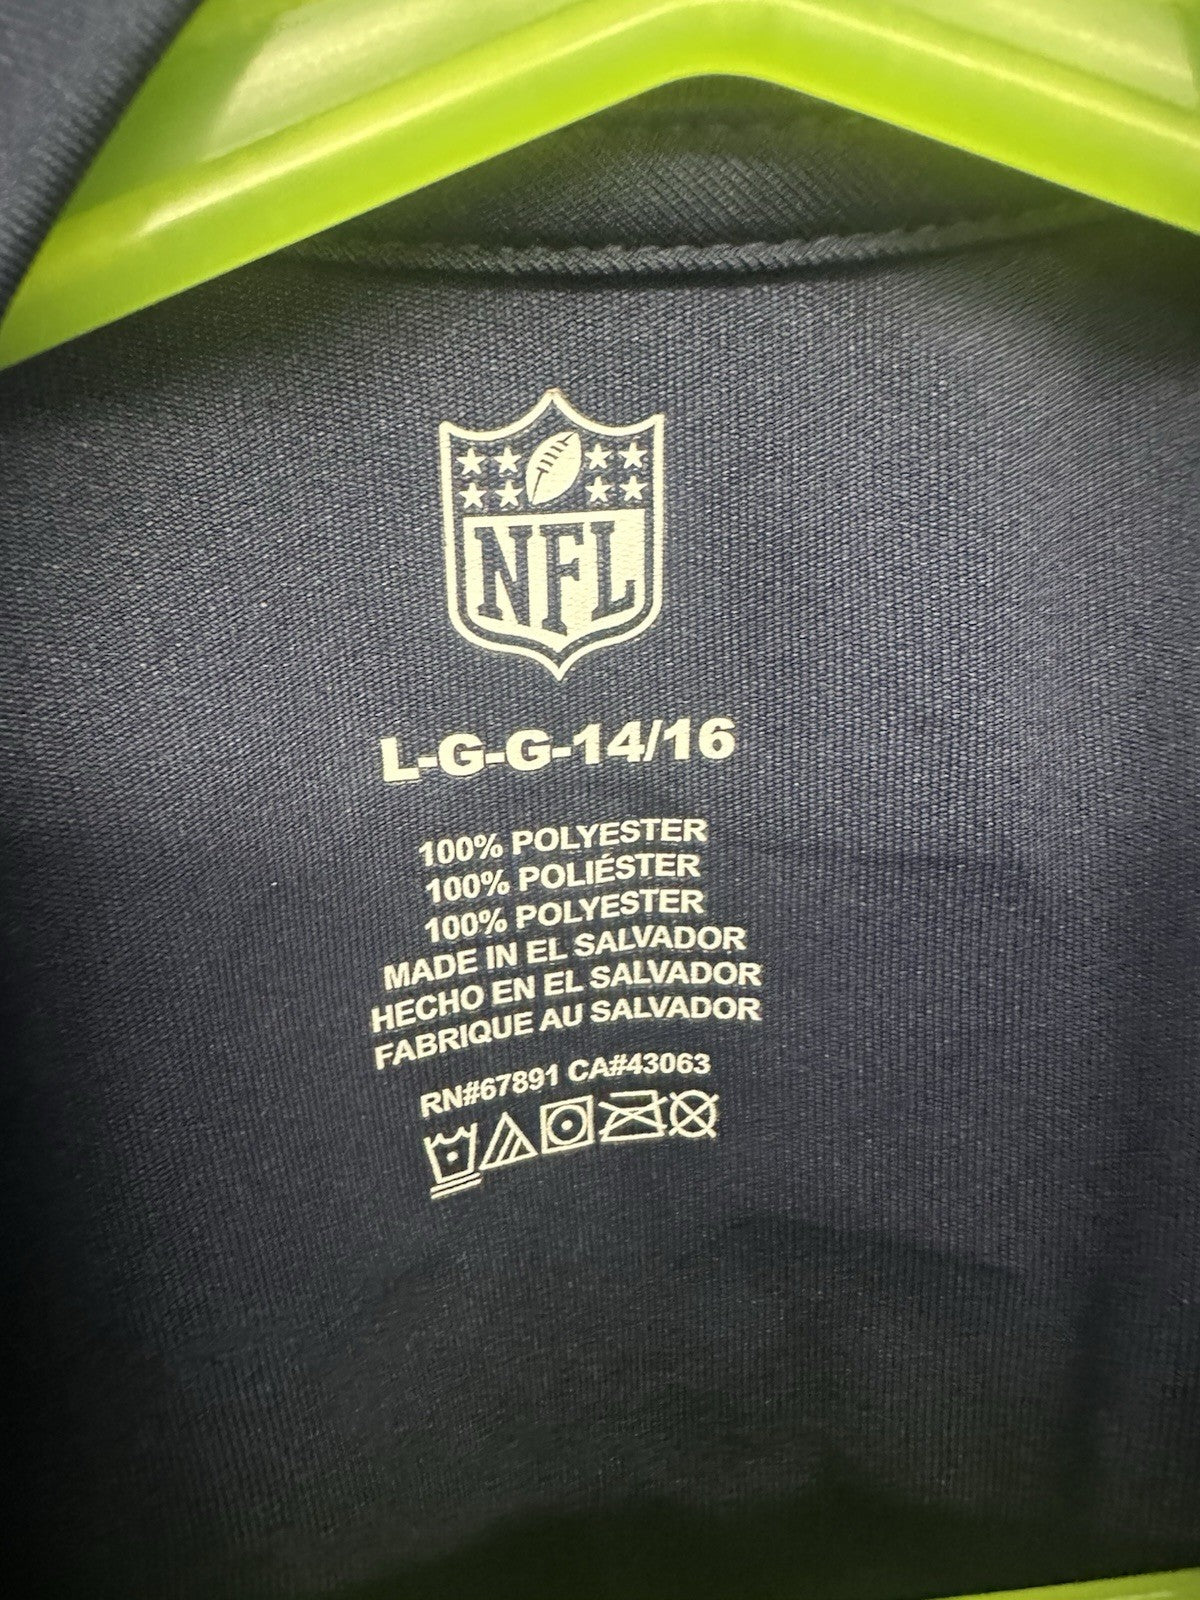 NFL
L-G-G-14/16
100% POLYESTER
100% POLIÉSTER
100% POLYESTER
MADE IN EL SALVADOR
HECHO EN EL SALVADOR
FABRIQUE AU SALVADOR
RN#67891 CA#43063